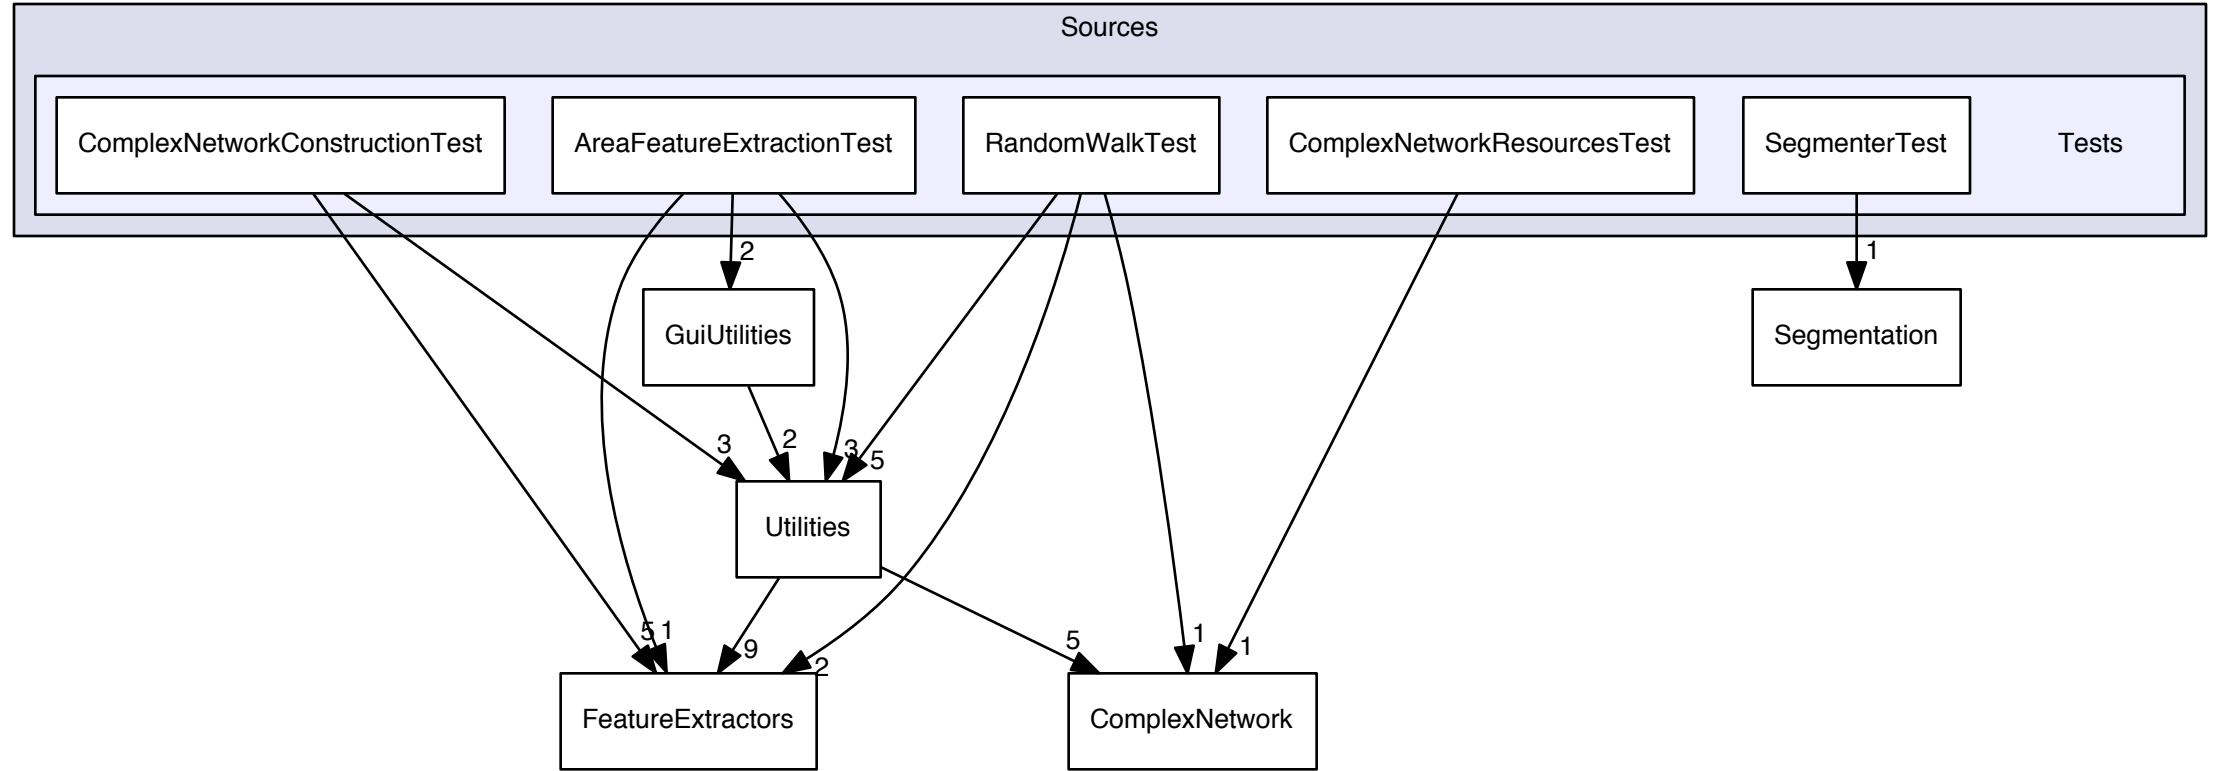 Sources
ComplexNetworkConstructionTest
AreaFeatureExtractionTest
RandomWalkTest
ComplexNetworkResourcesTest
SegmenterTest
Tests
2
1
GuiUtilities
Segmentation
3
2
3
5
Utilities
5
1
9
2
5
1
1
FeatureExtractors
ComplexNetwork